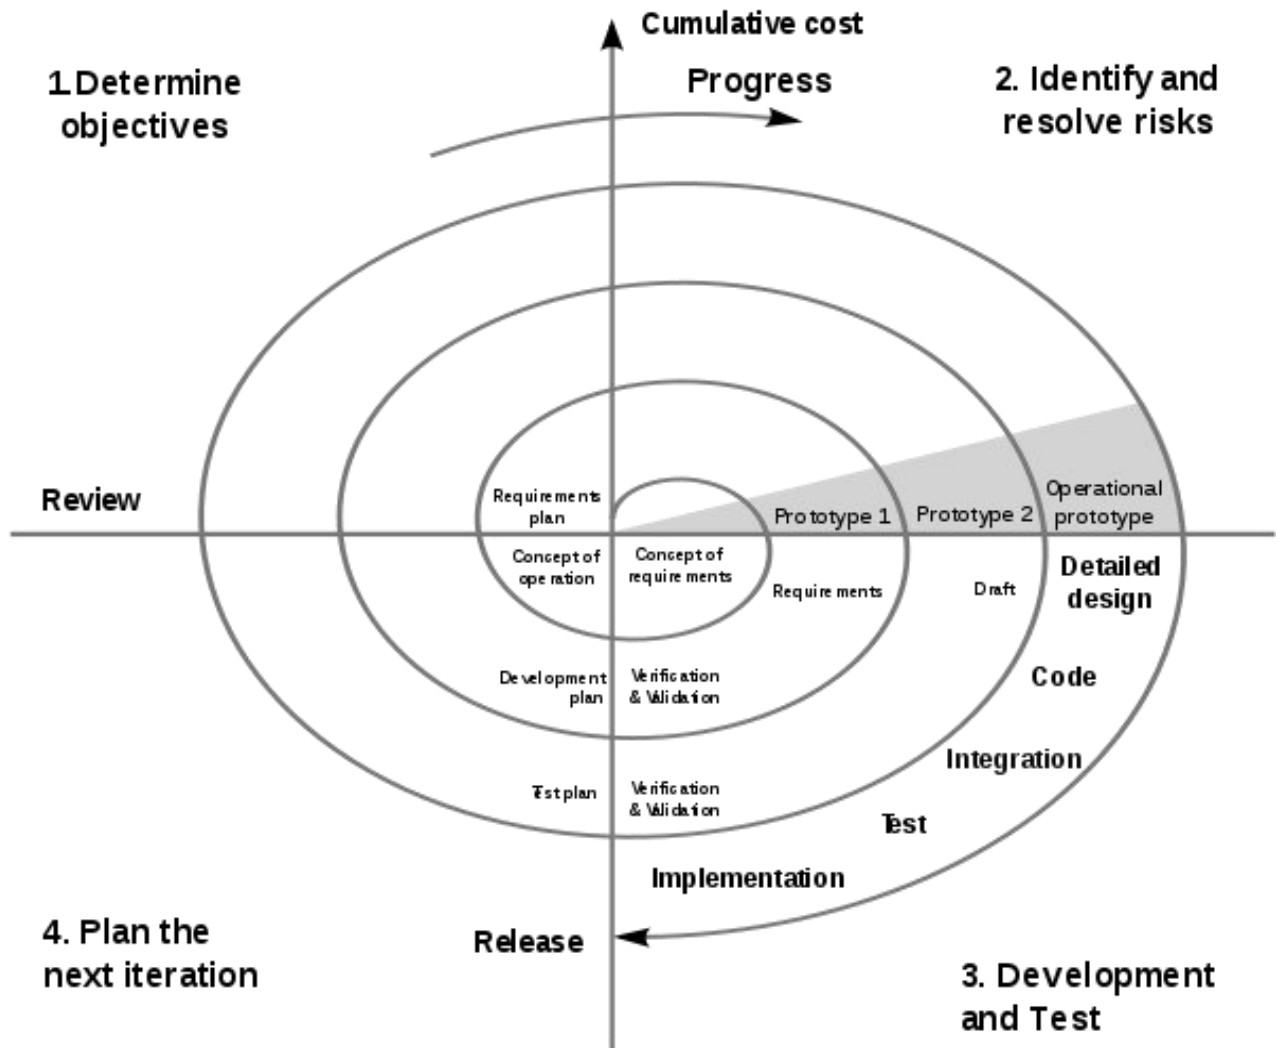 Cumulative cost
Progress
1.Determine
objectives
2. Identify and
resolve risks
Review
Requirements
plan
Concept of
operation
Concept of
requirements
Prototype 1
Prototype 2
Operational
prototype
Requirements
Draft
Detailed
design
Development
plan
Verification
& Validation
Code
Integration
Test plan
Verification
& Validation
Test
Implementation
Release
4. Plan the
next iteration
3. Development
and Test